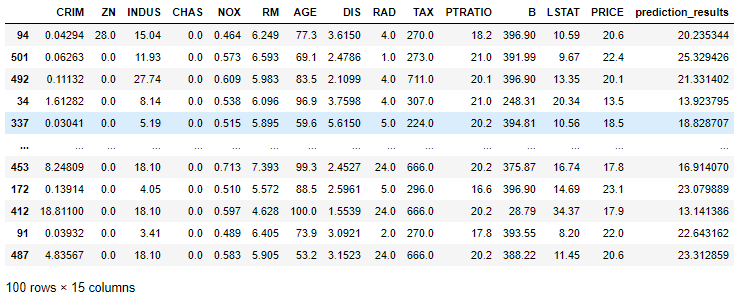 CRIM ZN INDUS CHAS NOX RM AGE DIS RAD TAX PTRATIO B LSTAT PRICE prediction_results
94 0.04294 28.0 15.04 0.0 0.464 6.249 77.3 3.6150 4.0 270.0 18.2 396.90 10.59 20.6 20.235344
501 0.06263 0.0 11.93 0.0 0.573 6.593 69.1 2.4786 1.0 273.0 21.0 391.99 9.67 22.4 25.329426
492 0.11132 0.0 27.74 0.0 0.609 5.983 83.5 2.1099 4.0 711.0 20.1 396.90 13.35 20.1 21.331402
34 1.61282 0.0 8.14 0.0 0.538 6.096 96.9 3.7598 4.0 307.0 21.0 248.31 20.34 13.5 13.923795
337 0.03041 0.0 5.19 0.0 0.515 5.895 59.6 5.6150 5.0 224.0 20.2 394.81 10.56 18.5 18.828707
... ... ... ... ... ... ... ... ... ... ... ... ... ... ... ...
453 8.24809 0.0 18.10 0.0 0.713 7.393 99.3 2.4527 24.0 666.0 20.2 375.87 16.74 17.8 16.914070
172 0.13914 0.0 4.05 0.0 0.510 5.572 88.5 2.5961 5.0 296.0 16.6 396.90 14.69 23.1 23.079889
412 18.81100 0.0 18.10 0.0 0.597 4.628 100.0 1.5539 24.0 666.0 20.2 28.79 34.37 17.9 13.141386
91 0.03932 0.0 3.41 0.0 0.489 6.405 73.9 3.0921 2.0 270.0 17.8 393.55 8.20 22.0 22.643162
487 4.83567 0.0 18.10 0.0 0.583 5.905 53.2 3.1523 24.0 666.0 20.2 388.22 11.45 20.6 23.312859
100 rows × 15 columns